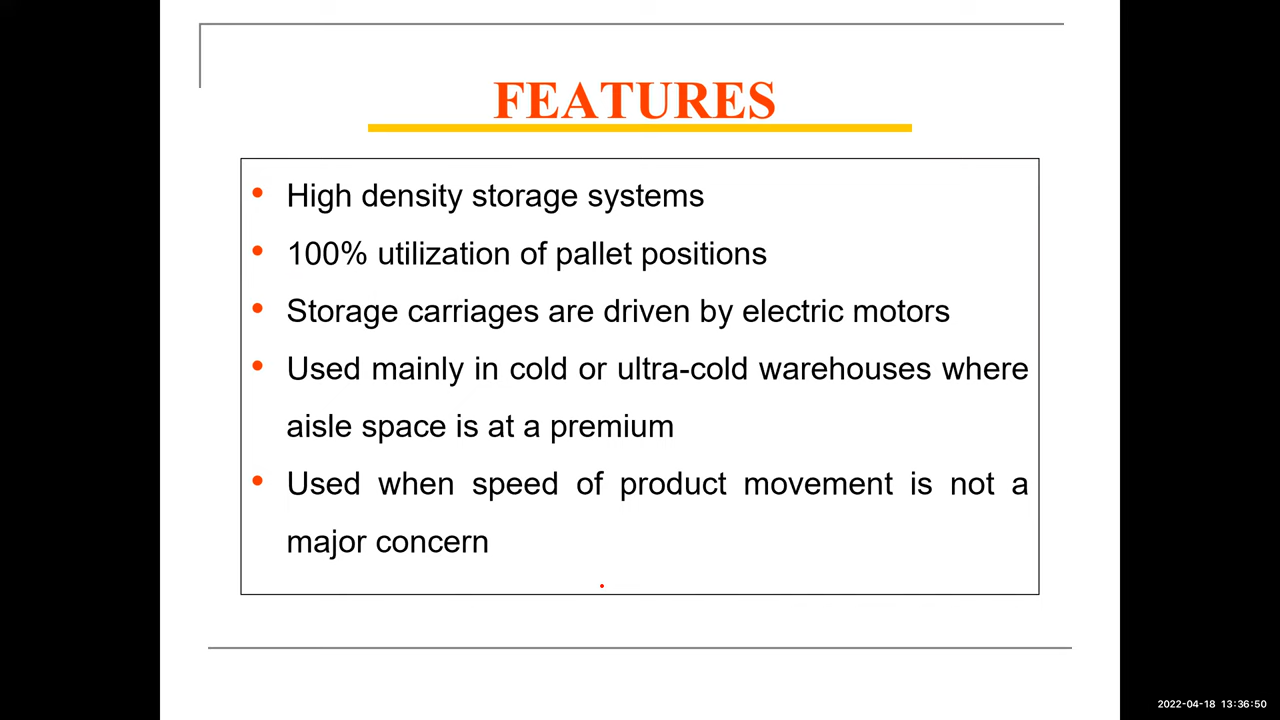 FEATURES
• High density storage systems
• 100% utilization of pallet positions
• Storage carriages are driven by electric motors
• Used mainly in cold or ultra-cold warehouses where
aisle space is at a premium
• Used when speed of product movement is not a
major concern
2022-04-18 13:36:50